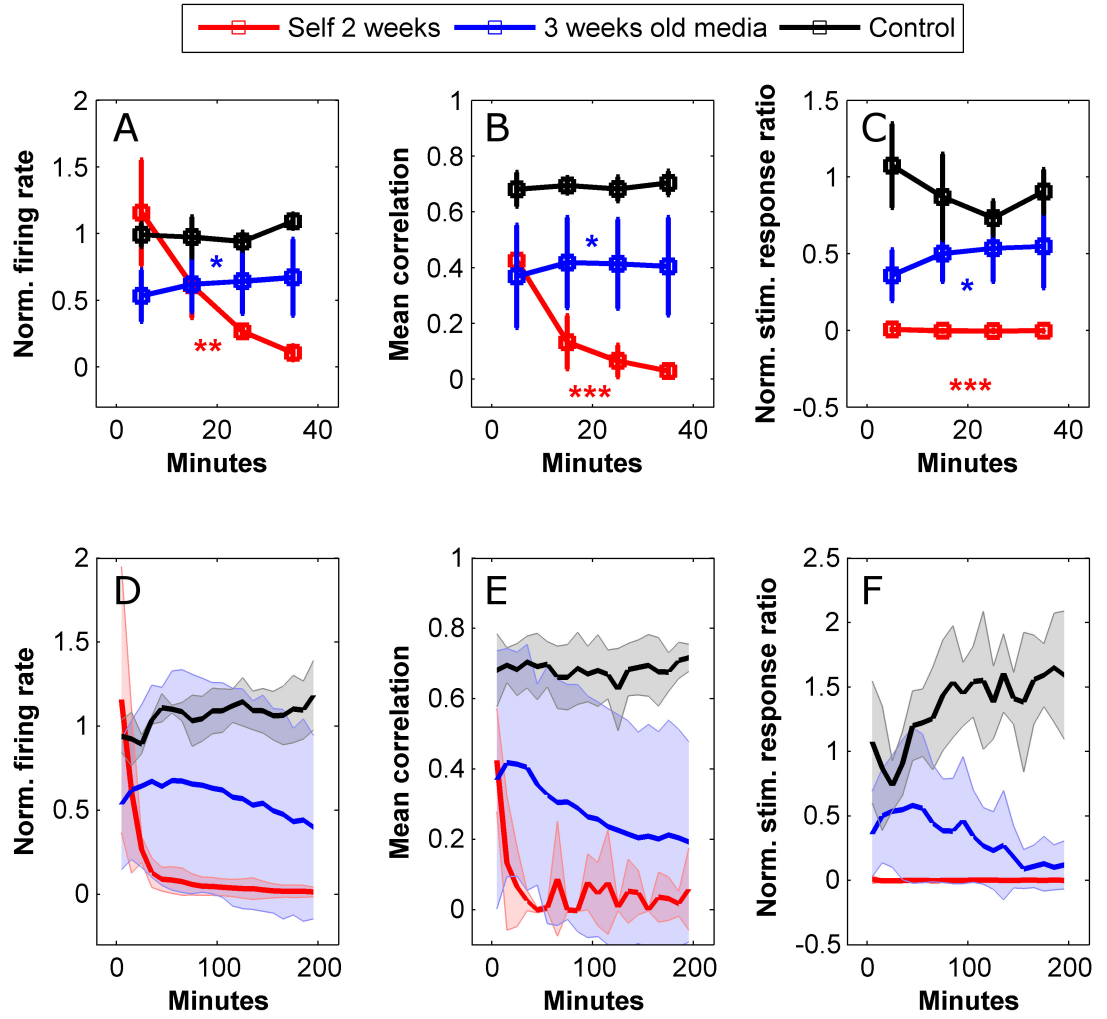 Self 2 weeks 3 weeks old media Control
A
Norm. firing rate
2
1.5
1
0.5
0
*
**
0 20 40
Minutes
B
Mean correlation
1
0.8
0.6
0.4
0.2
0
*
***
0 20 40
Minutes
C
Norm. stim. response ratio
1.5
1
0.5
0
-0.5
*
***
0 20 40
Minutes
D
Norm. firing rate
2
1.5
1
0.5
0
0 100 200
Minutes
E
Mean correlation
1
0.8
0.6
0.4
0.2
0
0 100 200
Minutes
F
Norm. stim. response ratio
2.5
2
1.5
1
0.5
0
-0.5
0 100 200
Minutes